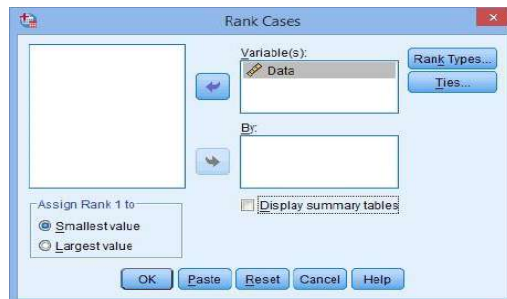 Rank Cases
Variable(s):
Data
Rank Types...
Ties...
By:
Display summary tables
Assign Rank 1 to
Smallest value
Largest value
OK Paste Reset Cancel Help